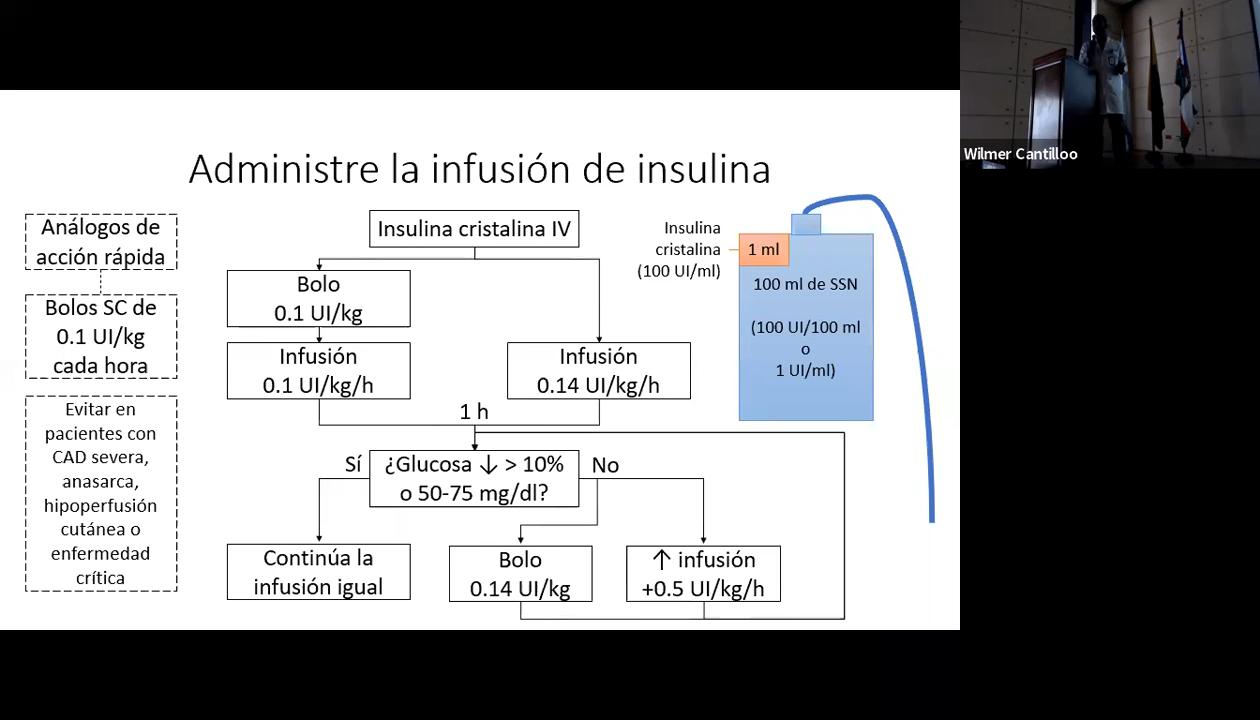 Wilmer Cantilloo
Administre la infusión de insulina
Análogos de
acción rápida
Bolos SC de
0.1 UI/kg
cada hora
Evitar en
pacientes con
CAD severa,
anasarca,
hipoperfusión
cutánea o
enfermedad
crítica
Insulina cristalina IV
Bolo
0.1 UI/kg
Infusión
0.1 UI/kg/h
Infusión
0.14 UI/kg/h
1 h
Sí
¿Glucosa ↓ > 10%
o 50-75 mg/dl?
No
Continúa la
infusión igual
Bolo
0.14 UI/kg
↑ infusión
+0.5 UI/kg/h
Insulina
cristalina
(100 UI/ml)
1 ml
100 ml de SSN
(100 UI/100 ml
o
1 UI/ml)